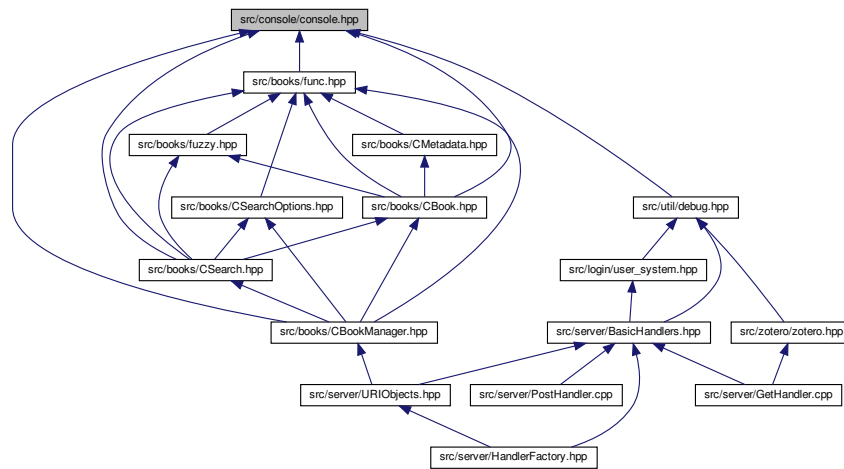 src/console/console.hpp
src/books/func.hpp
src/books/fuzzy.hpp
src/books/CMetadata.hpp
src/books/CSearchOptions.hpp
src/books/CBook.hpp
src/util/debug.hpp
src/books/CSearch.hpp
src/login/user_system.hpp
src/books/CBookManager.hpp
src/server/BasicHandlers.hpp
src/zotero/zotero.hpp
src/server/URIObjects.hpp
src/server/PostHandler.cpp
src/server/GetHandler.cpp
src/server/HandlerFactory.hpp